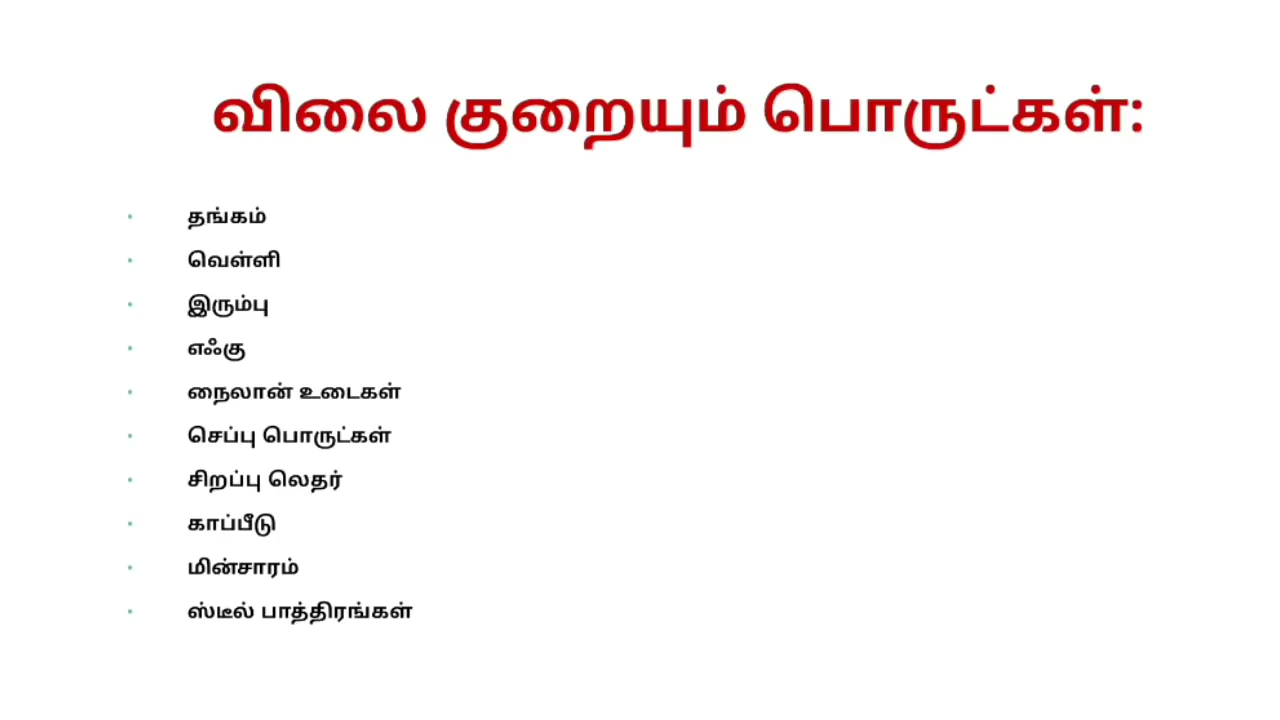 விலை குறையும் பொருட்கள்:
• தங்கம்
• வெள்ளி
• இரும்பு
• எஃகு
• நைலான் உடைகள்
• செப்பு பொருட்கள்
• சிறப்பு லெதர்
• காப்பீடு
• மின்சாரம்
• ஸ்டீல் பாத்திரங்கள்